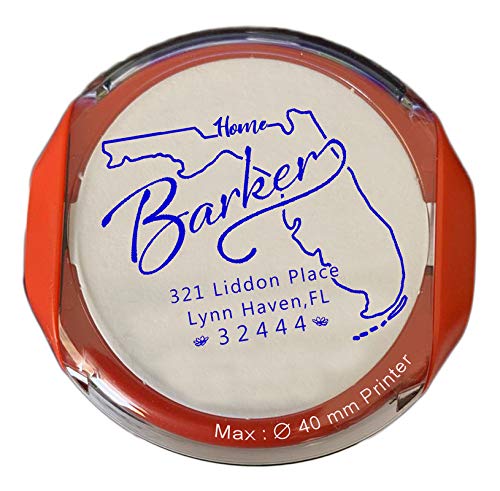 Home
Barker
321 Liddon Place
Lynn Haven,FL
32444
Max : Ø 40 mm Printer